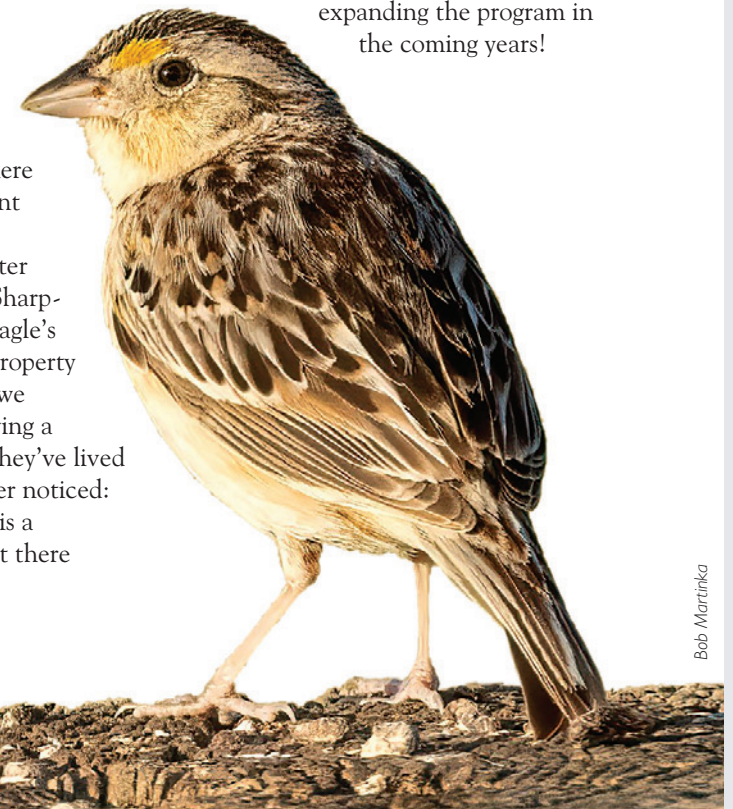 expanding the program in
the coming years!
ere
nt
ter
Sharp-
agle's
roperty
we
ing a
hey've lived
er noticed:
is a
t there
Bob Martinka